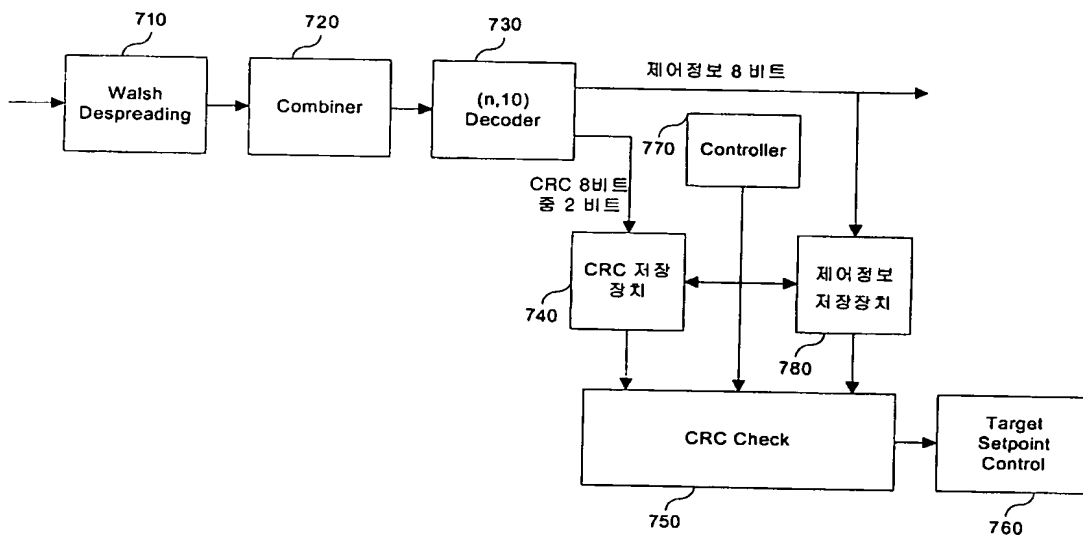 710
720
730
Walsh
Despreading
Combiner
(n,10)
Decoder
제어정보 8 비트
770
Controller
CRC 8비트
중 2 비트
CRC 저장
장치
740
제어정보
저장장치
780
CRC Check
750
Target
Setpoint
Control
760